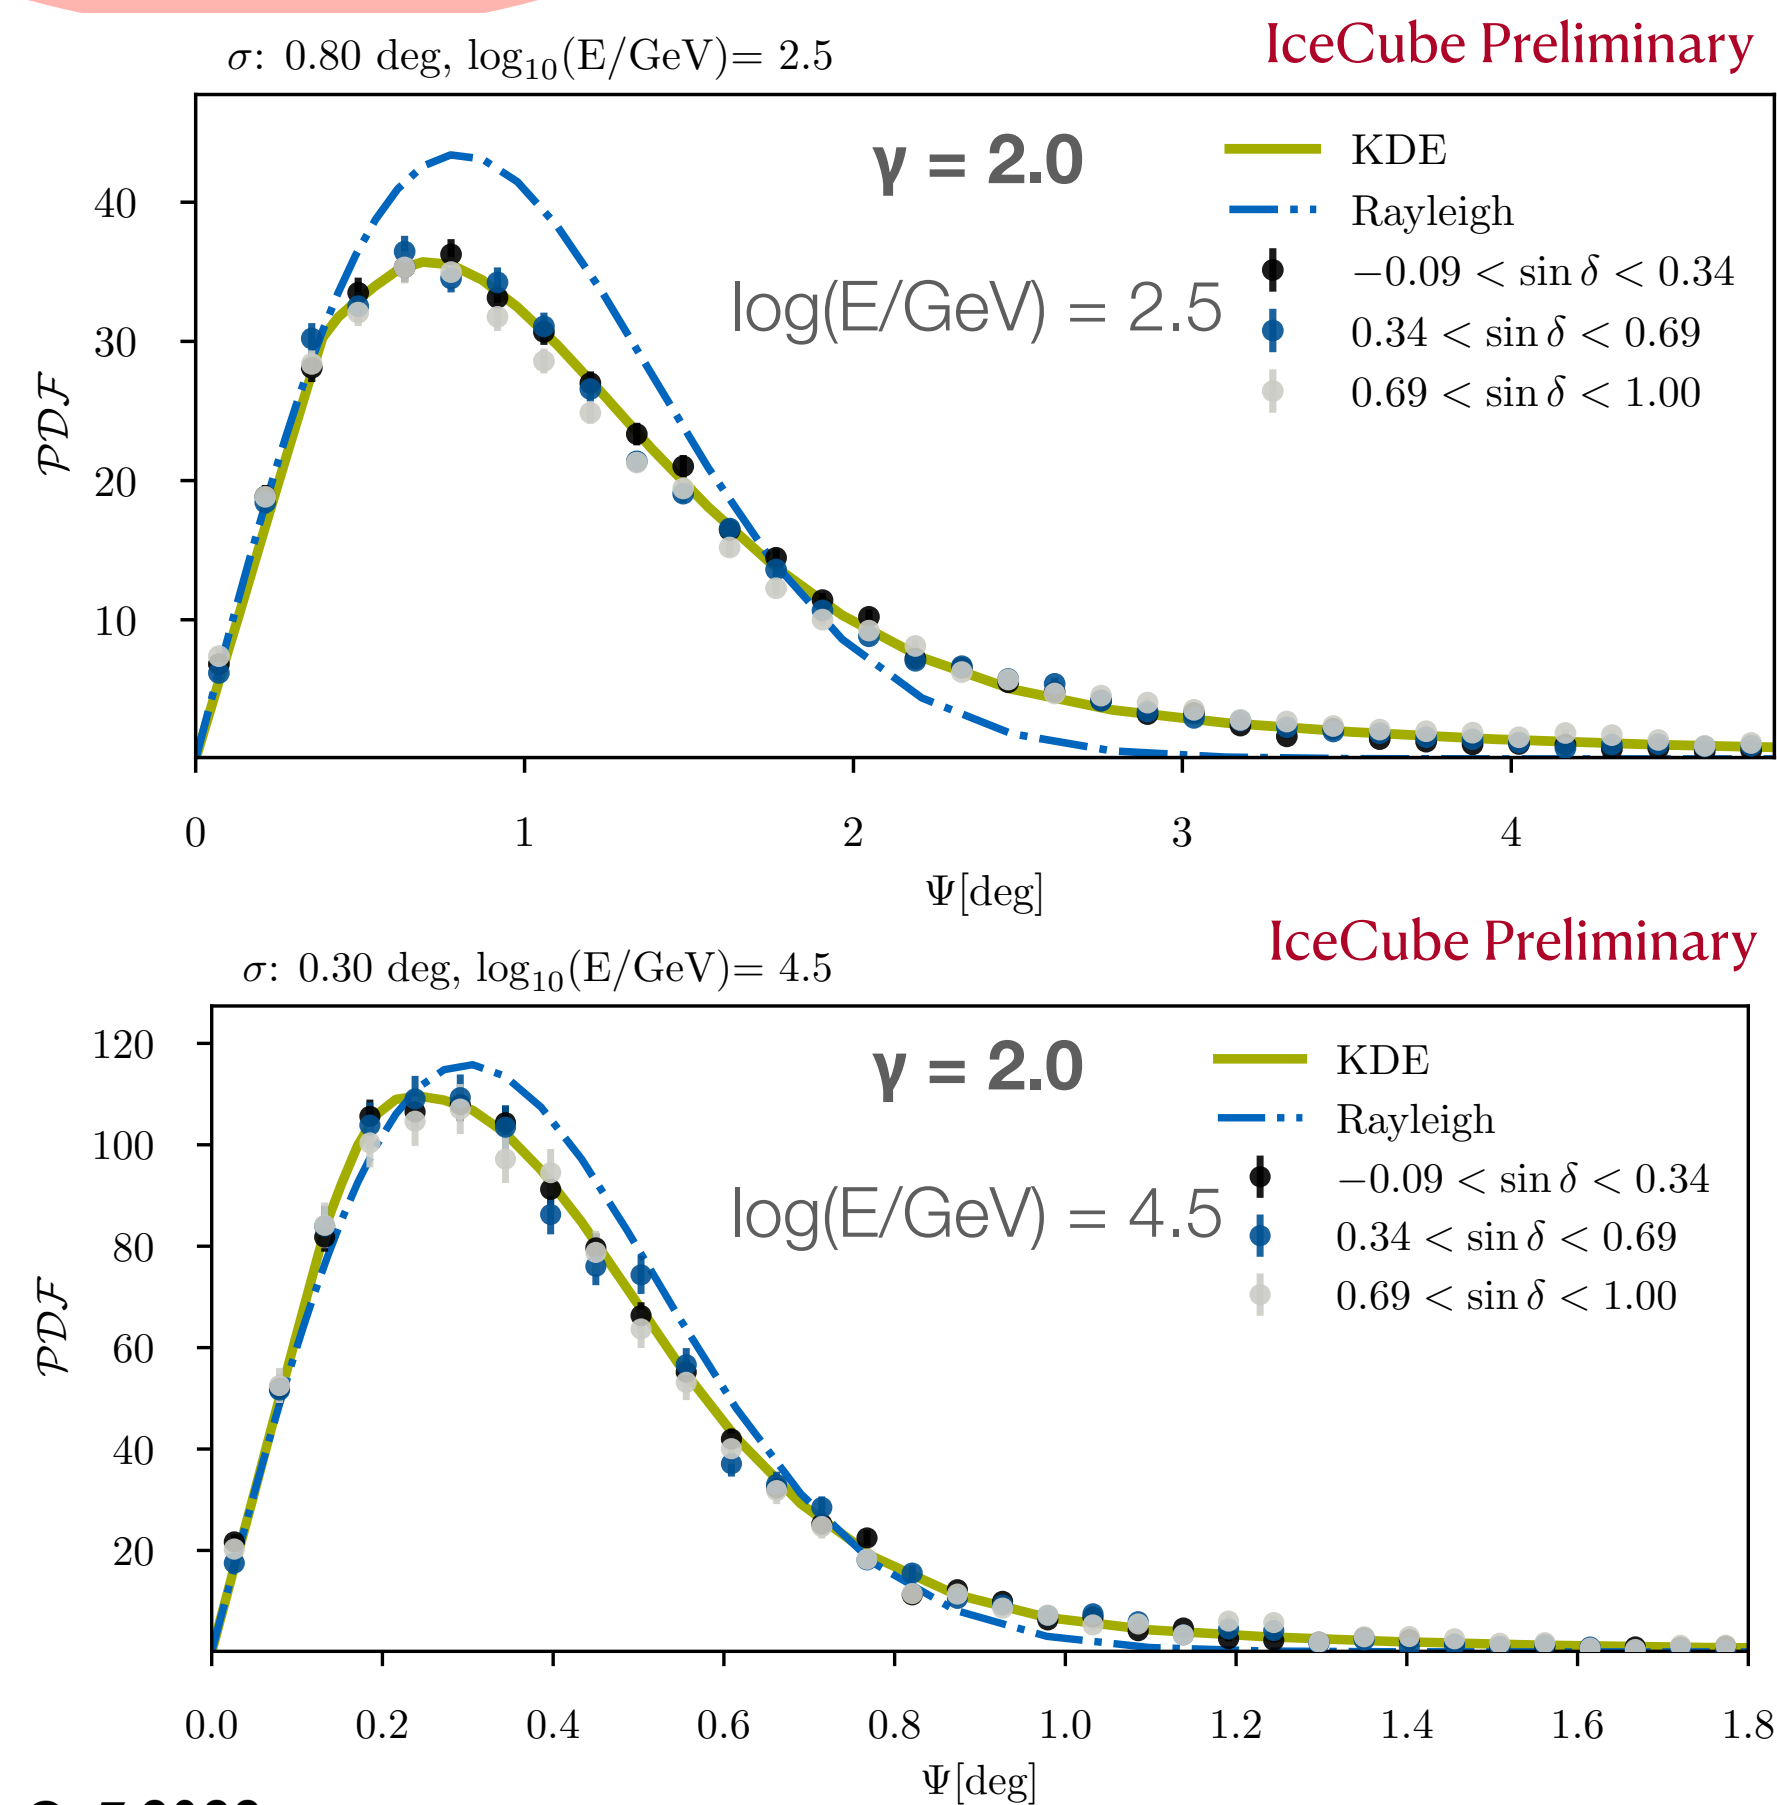 σ: 0.80 deg, log₁₀(E/GeV)= 2.5
IceCube Preliminary
γ = 2.0
log(E/GeV) = 2.5
KDE
Rayleigh
−0.09 < sin δ < 0.34
0.34 < sin δ < 0.69
0.69 < sin δ < 1.00
40
30
20
10
PDF
0 1 2 3 4
Ψ[deg]
IceCube Preliminary
σ: 0.30 deg, log₁₀(E/GeV)= 4.5
γ = 2.0
log(E/GeV) = 4.5
KDE
Rayleigh
−0.09 < sin δ < 0.34
0.34 < sin δ < 0.69
0.69 < sin δ < 1.00
120
100
80
60
40
20
PDF
0.0 0.2 0.4 0.6 0.8 1.0 1.2 1.4 1.6 1.8
Ψ[deg]